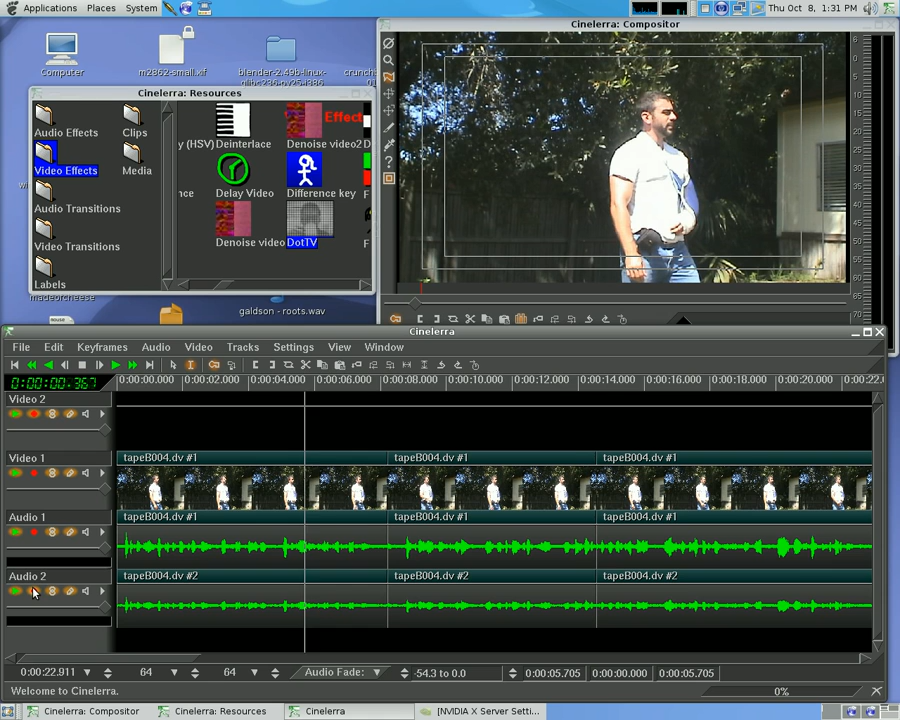 Applications Places System
Thu Oct 8, 1:31 PM
Cinelerra: Compositor
Computer
m2862-small.xlf
blender-2.49b-linux-
crunch
Cinelerra: Resources
Audio Effects
Video Effects
Audio Transitions
Video Transitions
Labels
Clips
Media
y (HSV)
Deinterlace
Effect
Denoise video2
D
nce
Delay Video
Difference key
F
Denoise video
DotTV
F
madeofcheese
galdson - roots.wav
Cinelerra
File Edit Keyframes Audio Video Tracks Settings View Window
0:00:00.367
0:00:00.000 0:00:02.000 0:00:04.000 0:00:06.000 0:00:08.000 0:00:10.000 0:00:12.000 0:00:14.000 0:00:16.000 0:00:18.000 0:00:20.000 0:00:22.
Video 2
Video 1
tapeB004.dv #1 tapeB004.dv #1 tapeB004.dv #1
Audio 1
tapeB004.dv #1 tapeB004.dv #1 tapeB004.dv #1
Audio 2
tapeB004.dv #2 tapeB004.dv #2 tapeB004.dv #2
0:00:22.911 64 64 Audio Fade: -54.3 to 0.0 0:00:05.705 0:00:00.000 0:00:05.705
Welcome to Cinelerra.
0%
Cinelerra: Compositor Cinelerra: Resources Cinelerra [NVIDIA X Server Setti...